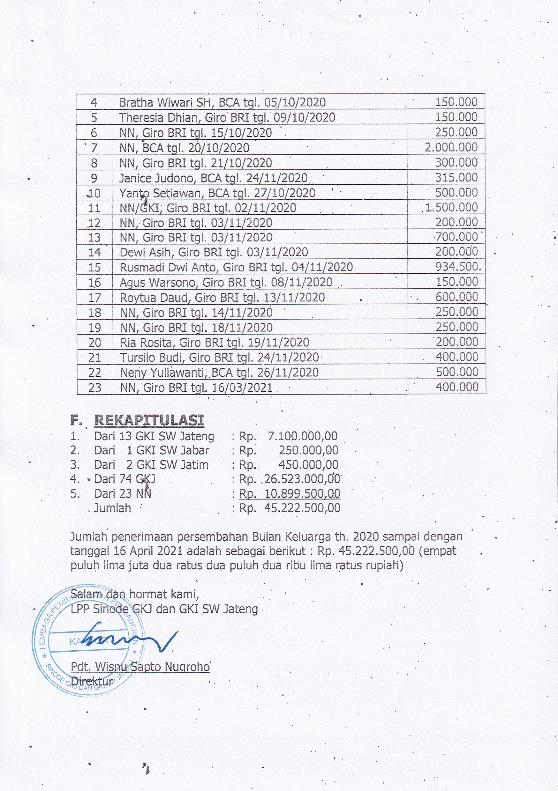 4 Bratha Wiwari SH, BCA tgl. 05/10/2020 150.000
5 Theresia Dhian, Giro BRI tgl. 09/10/2020 150.000
6 NN, Giro BRI tgl. 15/10/2020 250.000
7 NN, BCA tgl. 20/10/2020 2.000.000
8 NN, Giro BRI tgl. 21/10/2020 300.000
9 Janice Judono, BCA tgl. 24/11/2020 315.000
10 Yanto Setiawan, BCA tgl. 27/10/2020 500.000
11 NN/GKI, Giro BRI tgl. 02/11/2020 1.500.000
12 NN, Giro BRI tgl. 03/11/2020 200.000
13 NN, Giro BRI tgl. 03/11/2020 700.000
14 Dewi Asih, Giro BRI tgl. 03/11/2020 200.000
15 Rusmadi Dwi Anto, Giro BRI tgl. 04/11/2020 934.500
16 Agus Warsono, Giro BRI tgl. 08/11/2020 150.000
17 Roytua Daud, Giro BRI tgl. 13/11/2020 600.000
18 NN, Giro BRI tgl. 14/11/2020 250.000
19 NN, Giro BRI tgl. 18/11/2020 250.000
20 Ria Rosita, Giro BRI tgl. 19/11/2020 200.000
21 Tursilo Budi, Giro BRI tgl. 24/11/2020 400.000
22 Neny Yuliawanti, BCA tgl. 26/11/2020 500.000
23 NN, Giro BRI tgl. 16/03/2021 400.000
F. REKAPITULASI
1. Dari 13 GKI SW Jateng : Rp. 7.100.000,00
2. Dari 1 GKI SW Jabar : Rp. 250.000,00
3. Dari 2 GKI SW Jatim : Rp. 450.000,00
4. Dari 74 GKJ : Rp. 26.523.000,00
5. Dari 23 NN : Rp. 10.899.500,00
Jumlah : Rp. 45.222.500,00
Jumlah penerimaan persembahan Bulan Keluarga th. 2020 sampai dengan
tanggal 16 April 2021 adalah sebagai berikut : Rp. 45.222.500,00 (empat
puluh lima juta dua ratus dua puluh dua ribu lima ratus rupiah)
Salam dan hormat kami,
LPP Sinode GKJ dan GKI SW Jateng
Pdt. Wisnu Sapto Nugroho
Direktur